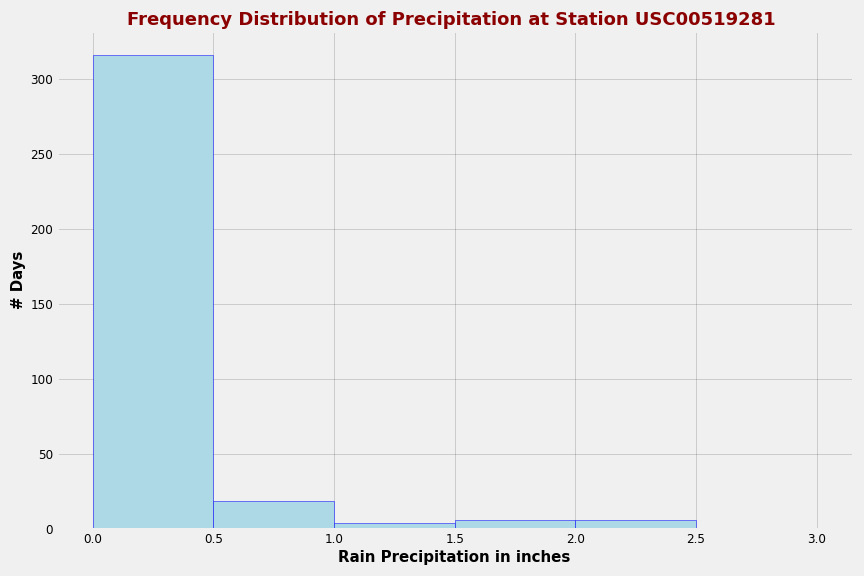 Frequency Distribution of Precipitation at Station USC00519281
# Days
300
250
200
150
100
50
0
0.0 0.5 1.0 1.5 2.0 2.5 3.0
Rain Precipitation in inches